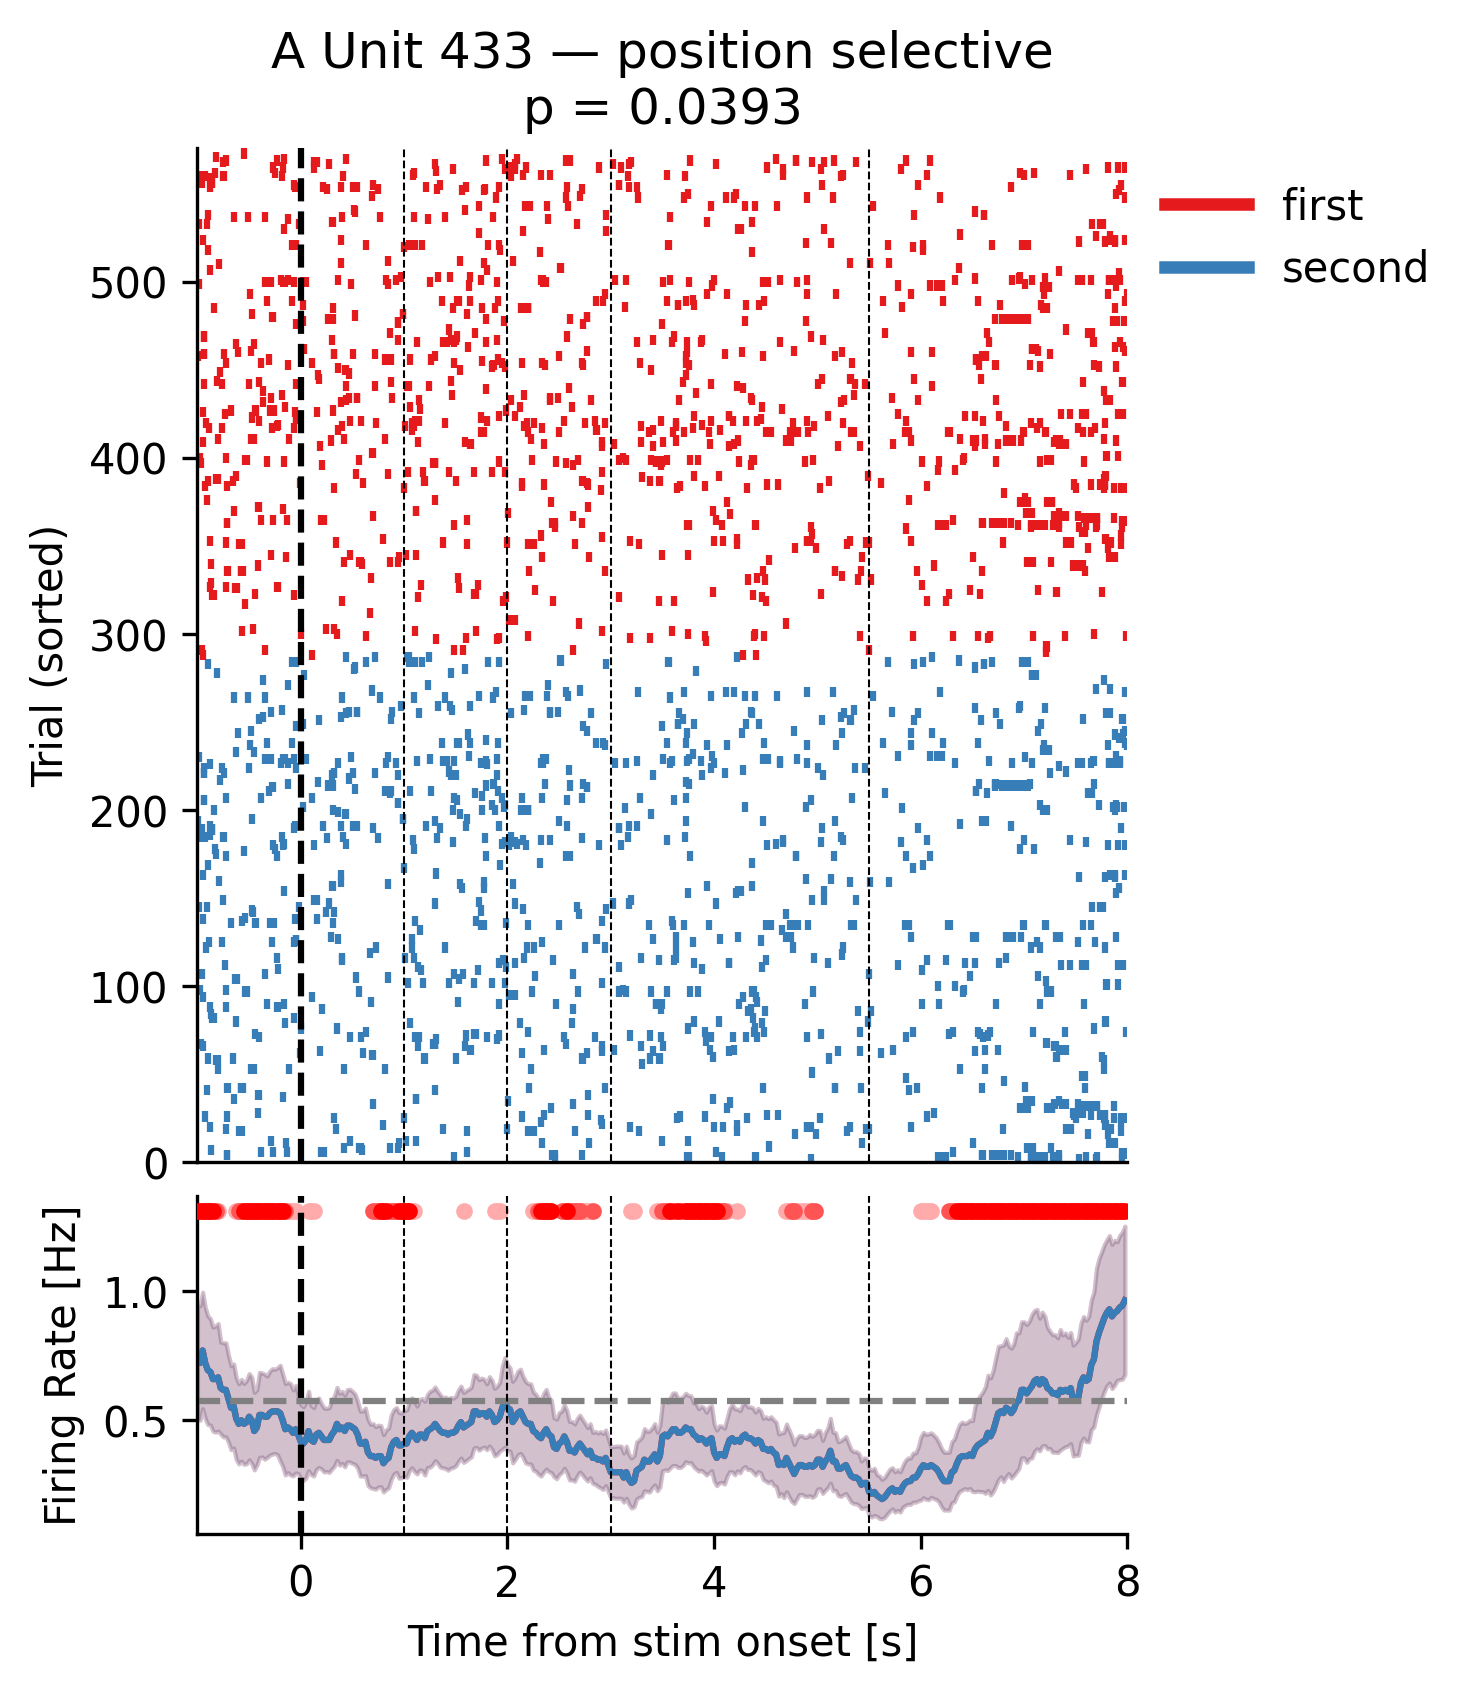 A Unit 433 — position selective
p = 0.0393
first
second
500
400
300
200
100
0
Trial (sorted)
1.0
0.5
Firing Rate [Hz]
0 2 4 6 8
Time from stim onset [s]